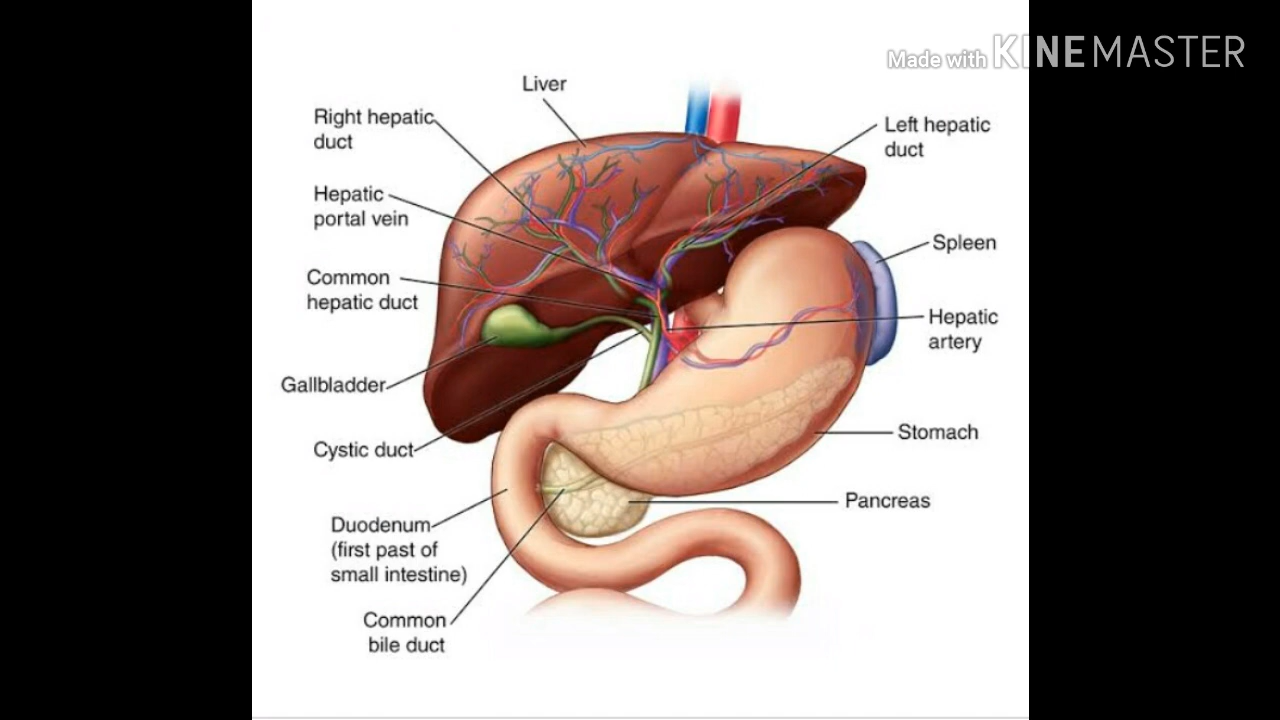 Made with KINEMASTER
Liver
Right hepatic
duct
Left hepatic
duct
Hepatic
portal vein
Spleen
Common
hepatic duct
Hepatic
artery
Gallbladder
Cystic duct
Stomach
Pancreas
Duodenum
(first past of
small intestine)
Common
bile duct